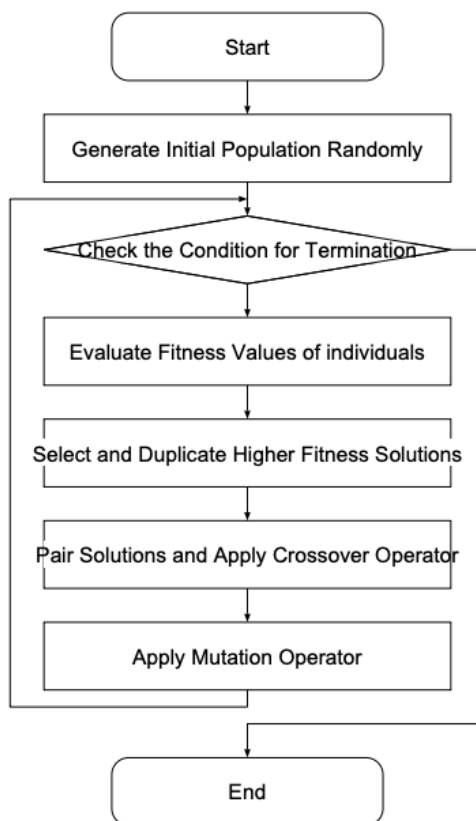 Start
Generate Initial Population Randomly
Check the Condition for Termination
Evaluate Fitness Values of individuals
Select and Duplicate Higher Fitness Solutions
Pair Solutions and Apply Crossover Operator
Apply Mutation Operator
End